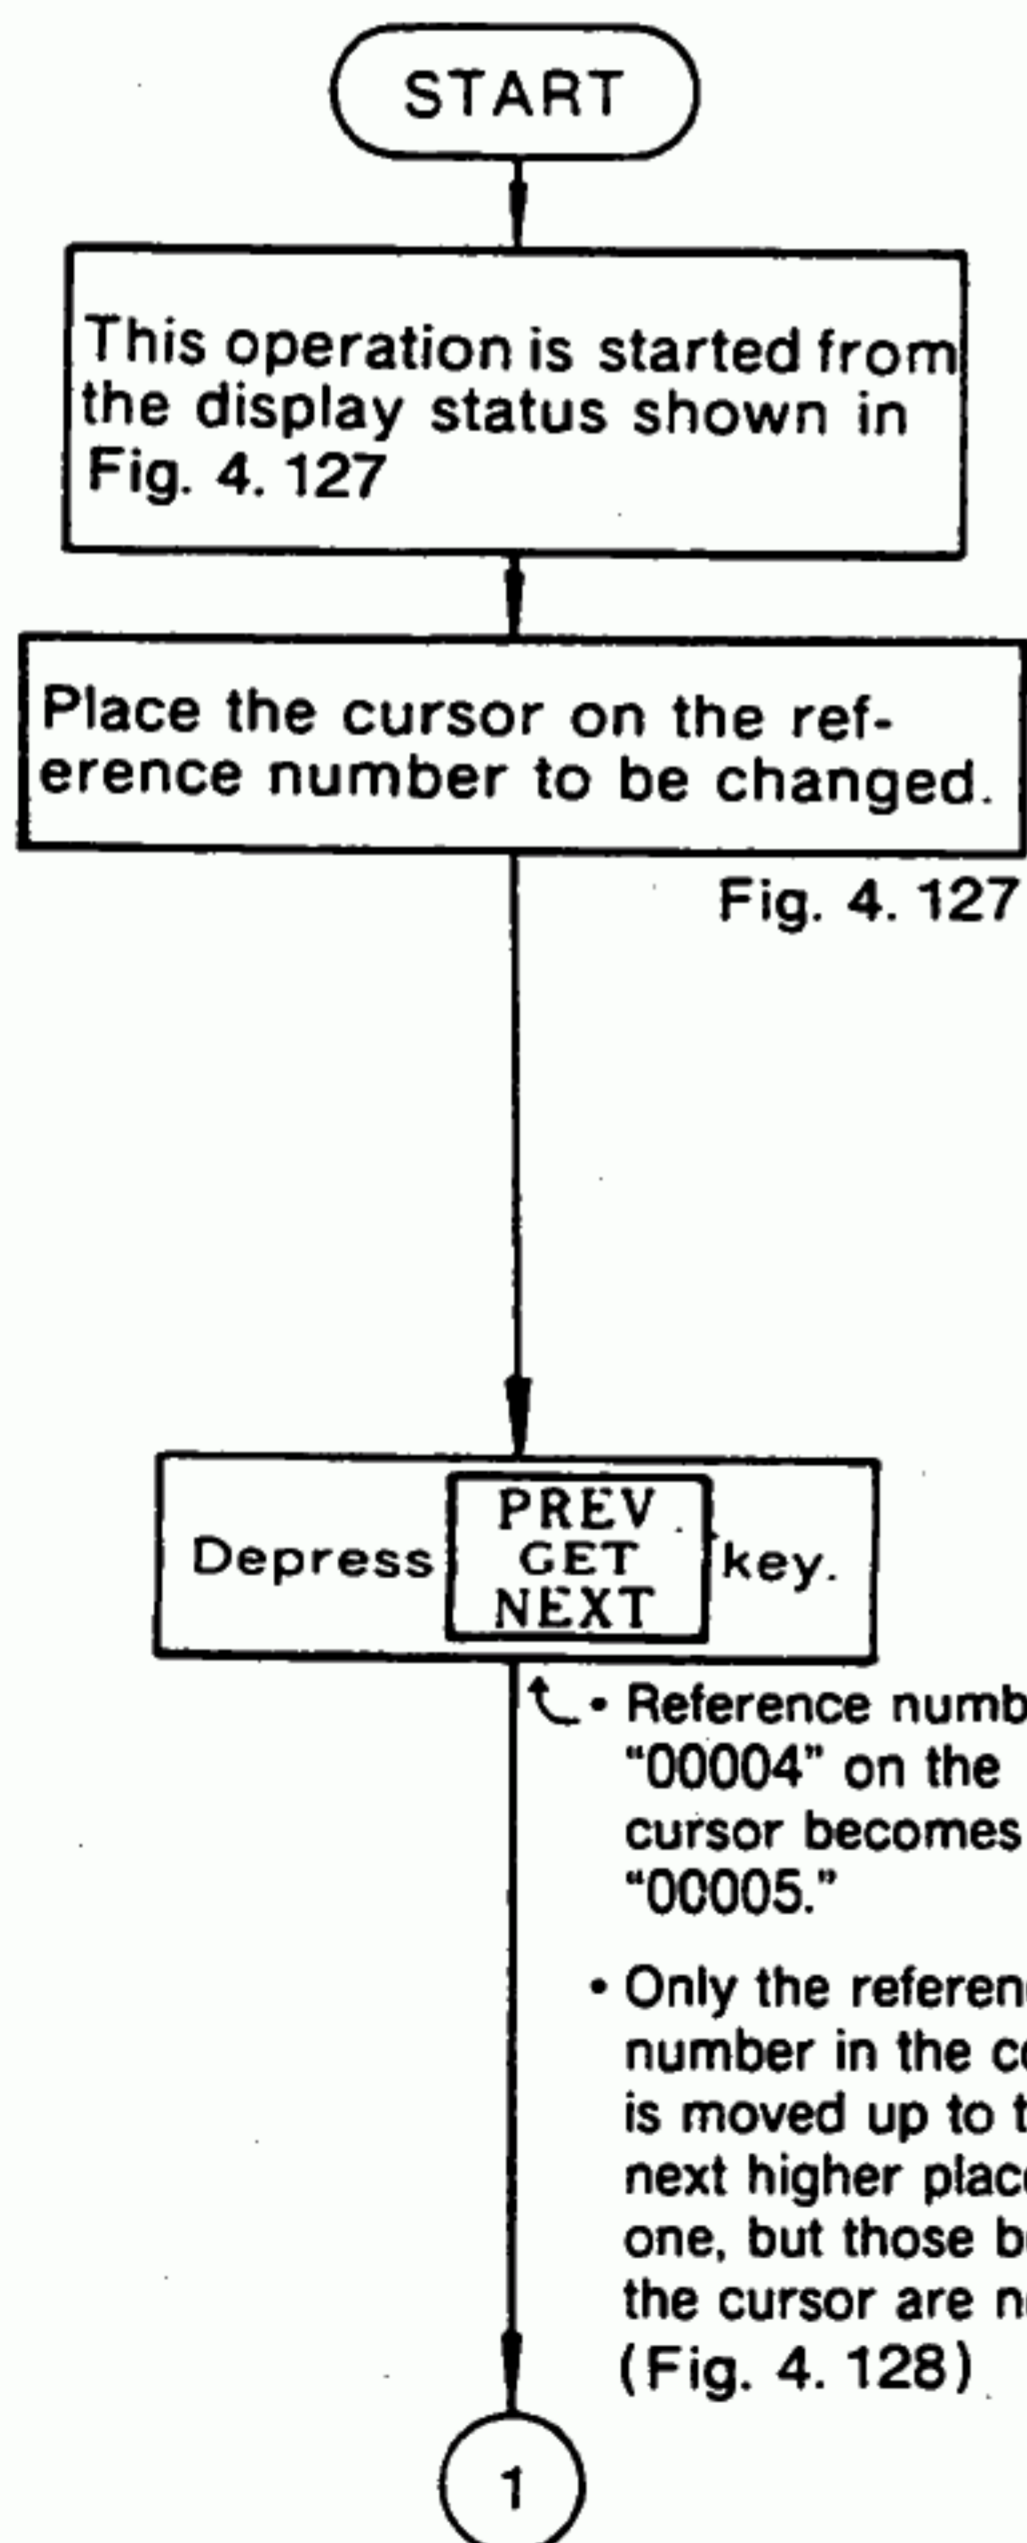 START
This operation is started from
the display status shown in
Fig. 4. 127
Place the cursor on the ref-
erence number to be changed.
Fig. 4. 127
Depress PREV GET NEXT key.
• Reference
“00004” on the
cursor becomes
“00005.”
• Only the
number in the
is moved up to
next higher
one, but those
the cursor are
(Fig. 4. 128)
1